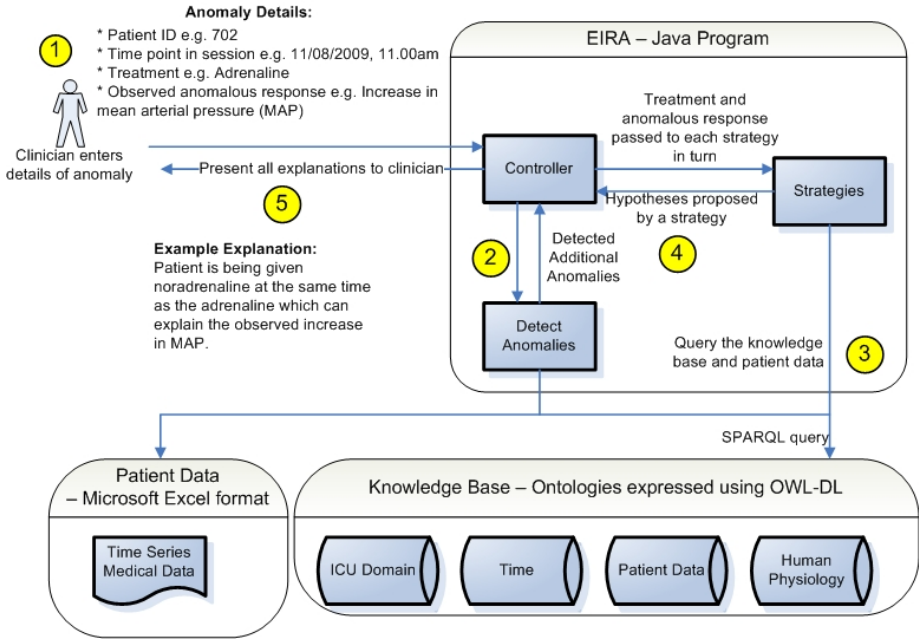 Anomaly Details:
1
* Patient ID e.g. 702
* Time point in session e.g. 11/08/2009, 11.00am
* Treatment e.g. Adrenaline
* Observed anomalous response e.g. Increase in
mean arterial pressure (MAP)
Clinician enters
details of anomaly
Present all explanations to clinician
5
Example Explanation:
Patient is being given
noradrenaline at the same time
as the adrenaline which can
explain the observed increase
in MAP.
EIRA – Java Program
Controller
Treatment and
anomalous response
passed to each strategy
in turn
Strategies
Hypotheses proposed
by a strategy
4
2
Detected
Additional
Anomalies
Detect
Anomalies
Query the knowledge
base and patient data
3
SPARQL query
Patient Data
– Microsoft Excel format
Time Series
Medical Data
Knowledge Base – Ontologies expressed using OWL-DL
ICU Domain
Time
Patient Data
Human
Physiology